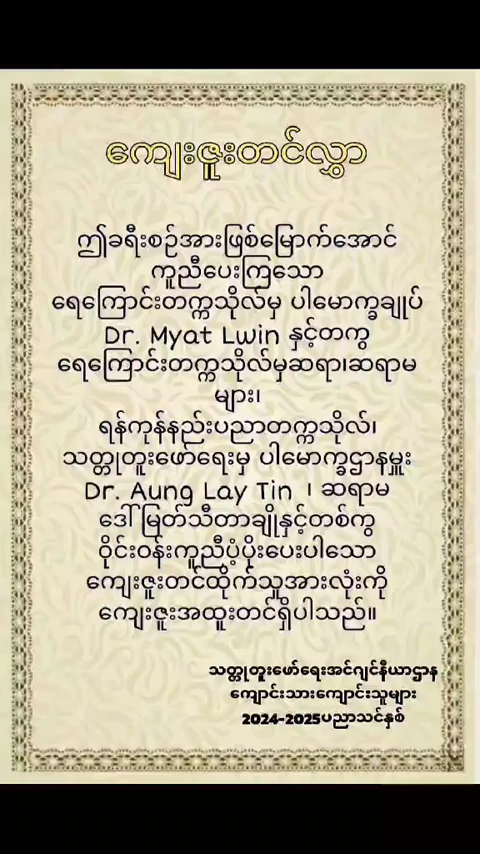 ကျေးဇူးတင်လွှာ
ဤခရီးစဉ်အားဖြစ်မြောက်အောင်
ကူညီပေးကြသော
ရေကြောင်းတက္ကသိုလ်မှ ပါမောက္ခချုပ်
Dr. Myat Lwin နှင့်တကွ
ရေကြောင်းတက္ကသိုလ်မှဆရာ၊ဆရာမ
များ၊
ရန်ကုန်နည်းပညာတက္ကသိုလ်၊
သတ္တုတူးဖော်ရေးမှ ပါမောက္ခဌာနမှူး
Dr. Aung Lay Tin ၊ ဆရာမ
ဒေါ်မြတ်သီတာချိုနှင့်တစ်ကွ
ဝိုင်းဝန်းကူညီပံ့ပိုးပေးပါသော
ကျေးဇူးတင်ထိုက်သူအားလုံးကို
ကျေးဇူးအထူးတင်ရှိပါသည်။
သတ္တုတူးဖော်ရေးအင်ဂျင်နီယာဌာန
ကျောင်းသားကျောင်းသူများ
2024-2025ပညာသင်နှစ်